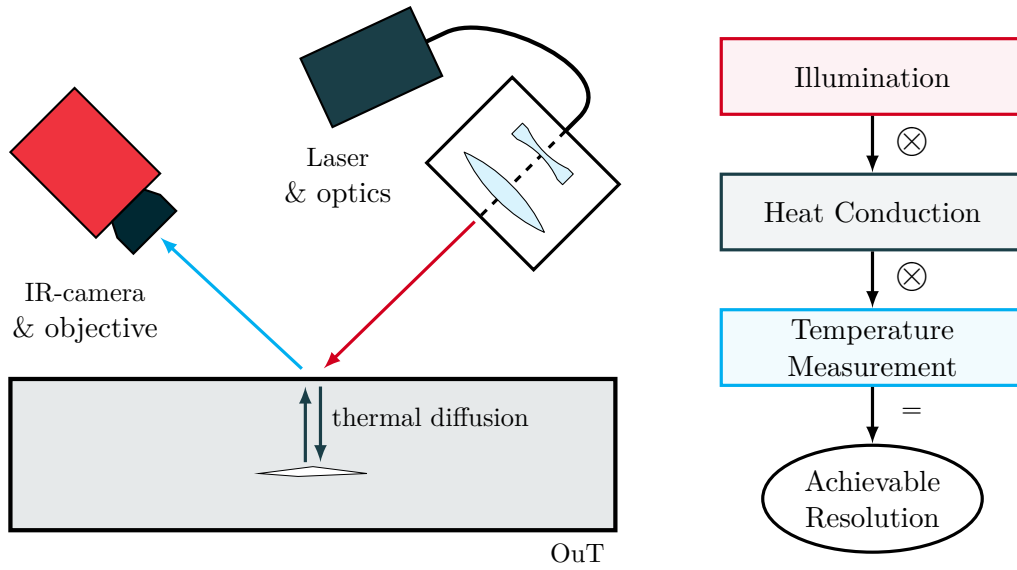 Laser
& optics
IR-camera
& objective
thermal diffusion
OuT
Illumination
⊗
Heat Conduction
⊗
Temperature
Measurement
=
Achievable
Resolution